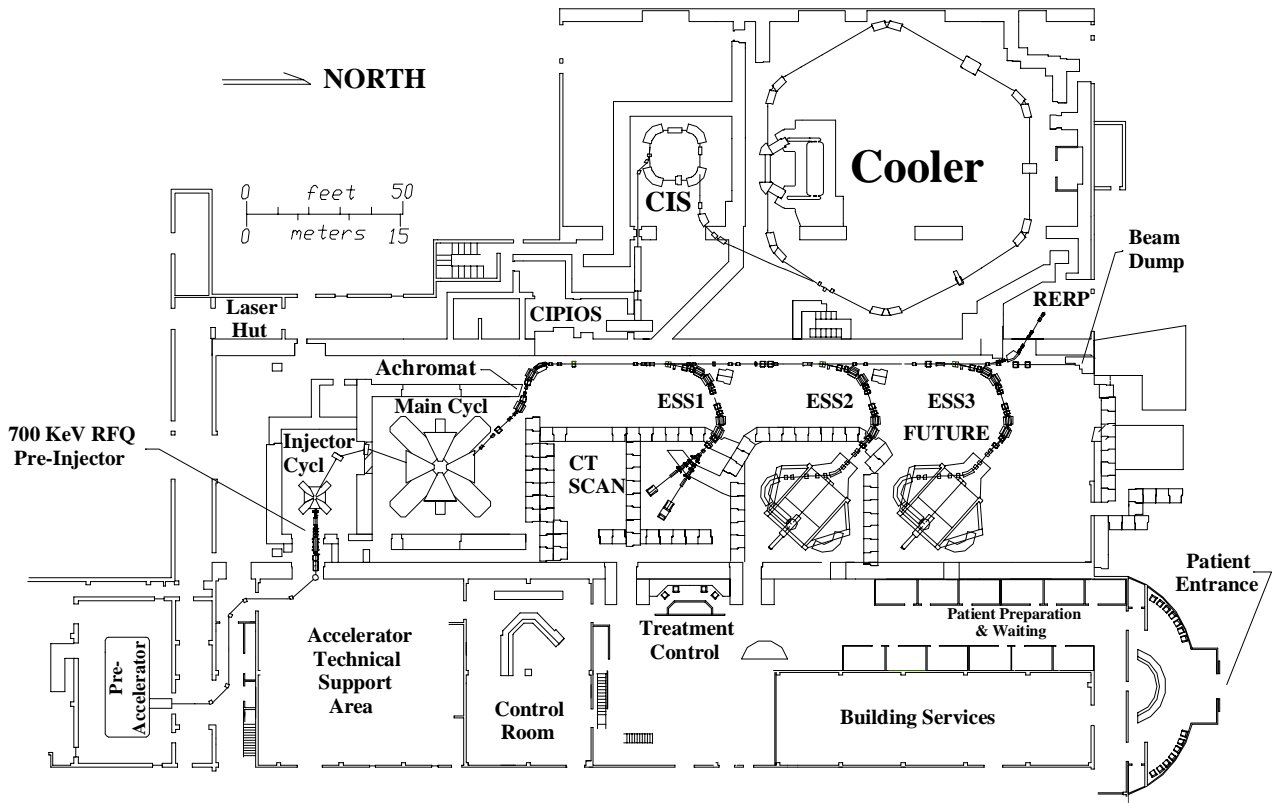 NORTH
0 feet 50
0 meters 15
Cooler
CIS
Beam
Dump
RERP
Laser
Hut
CIPIOS
Achromat
Main Cycl
ESS1
ESS2
ESS3
FUTURE
700 KeV RFQ
Pre-Injector
Injector
Cycl
CT
SCAN
Patient
Entrance
Pre-
Accelerator
Accelerator
Technical
Support
Area
Control
Room
Treatment
Control
Patient Preparation
& Waiting
Building Services